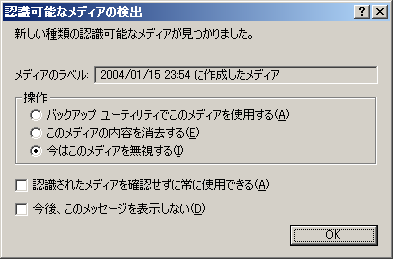 認識可能なメディアの検出
新しい種類の認識可能なメディアが見つかりました。
メディアのラベル: 2004/01/15 23:54 に作成したメディア
操作
バックアップ ユーティリティでこのメディアを使用する(A)
このメディアの内容を消去する(E)
今はこのメディアを無視する(I)
認識されたメディアを確認せずに常に使用できる(A)
今後、このメッセージを表示しない(D)
OK